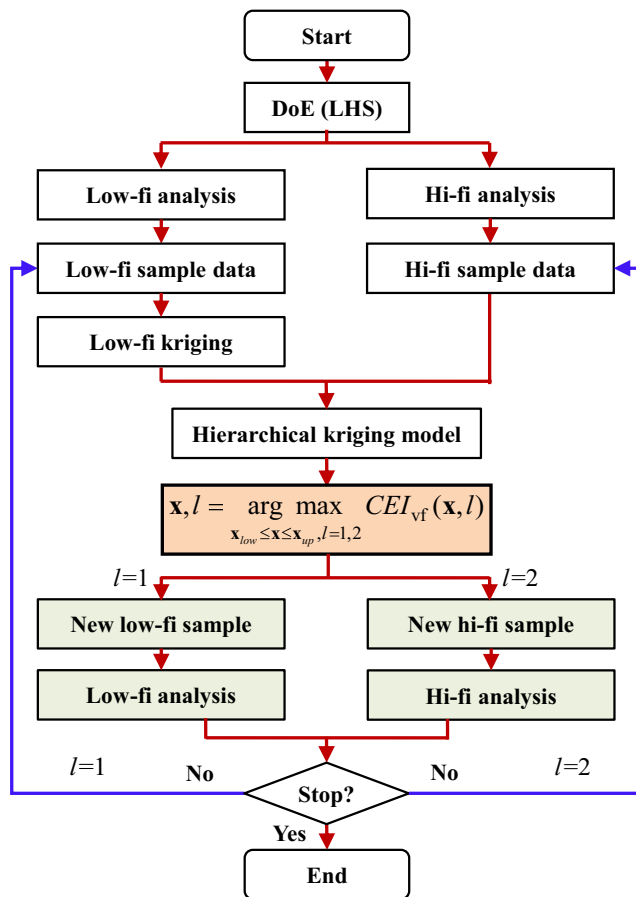 Start
DoE (LHS)
Low-fi analysis
Hi-fi analysis
Low-fi sample data
Hi-fi sample data
Low-fi kriging
Hierarchical kriging model
x,l = arg max CEI_vf (x,l)
x_low ≤x≤x_up ,l=1,2
l=1
l=2
New low-fi sample
New hi-fi sample
Low-fi analysis
Hi-fi analysis
l=1
No
Stop?
No
l=2
Yes
End